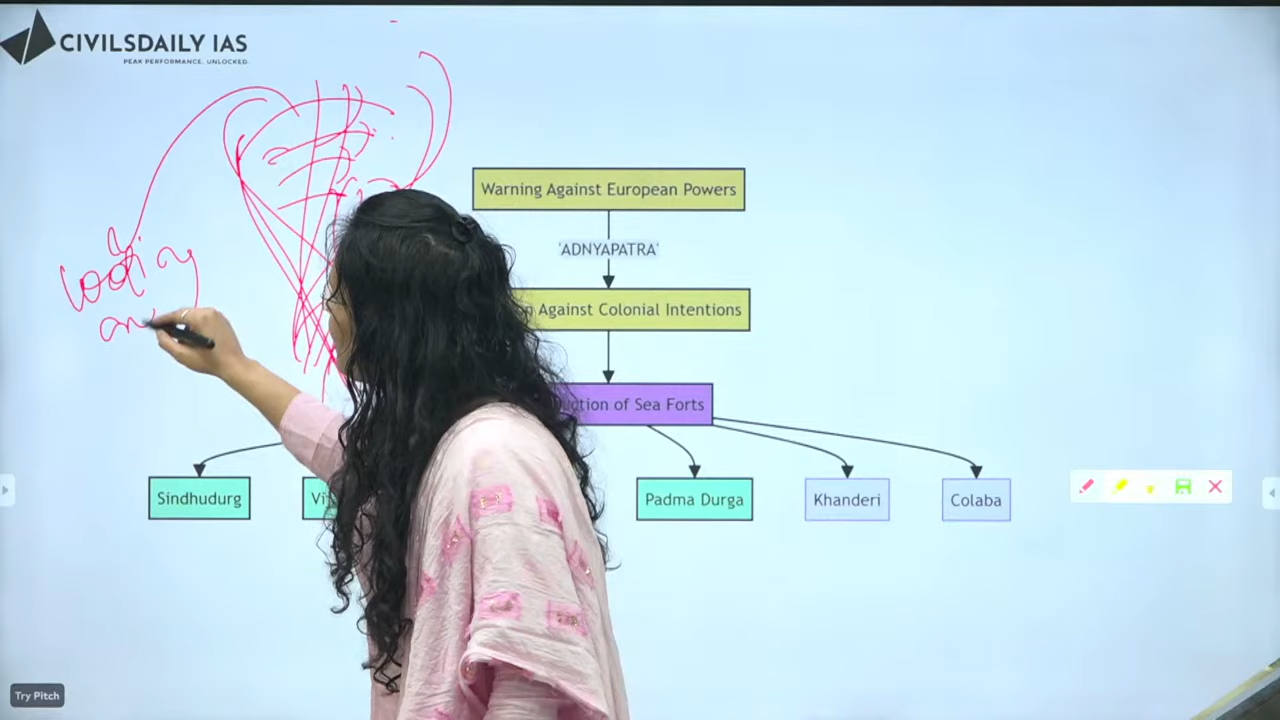 CIVILSDAILY IAS
PEAK PERFORMANCE. UNLOCKED.
Warning Against European Powers
'ADNYAPATRA'
Against Colonial Intentions
of Sea Forts
Sindhudurg
Padma Durga
Khanderi
Colaba
Try Pitch